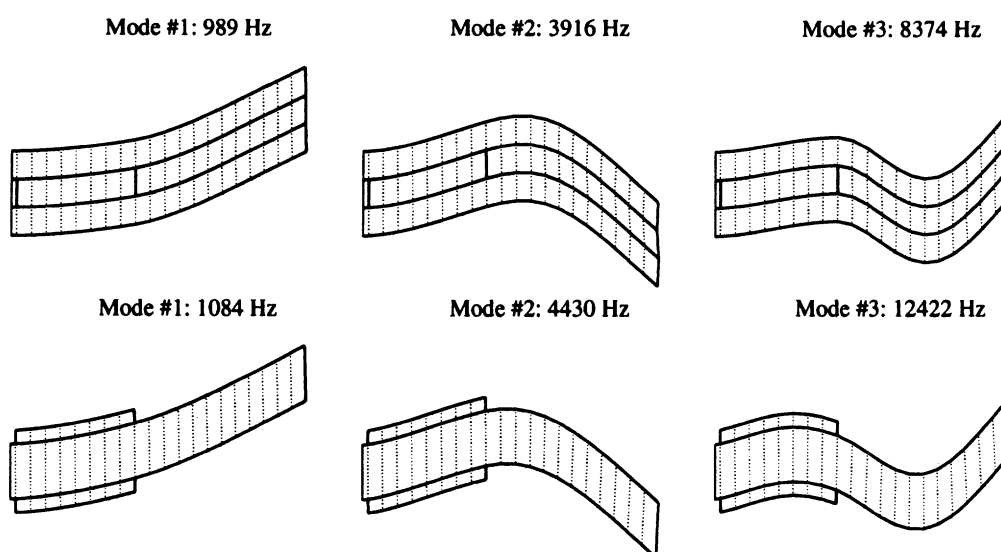 Mode #1: 989 Hz
Mode #2: 3916 Hz
Mode #3: 8374 Hz
Mode #1: 1084 Hz
Mode #2: 4430 Hz
Mode #3: 12422 Hz